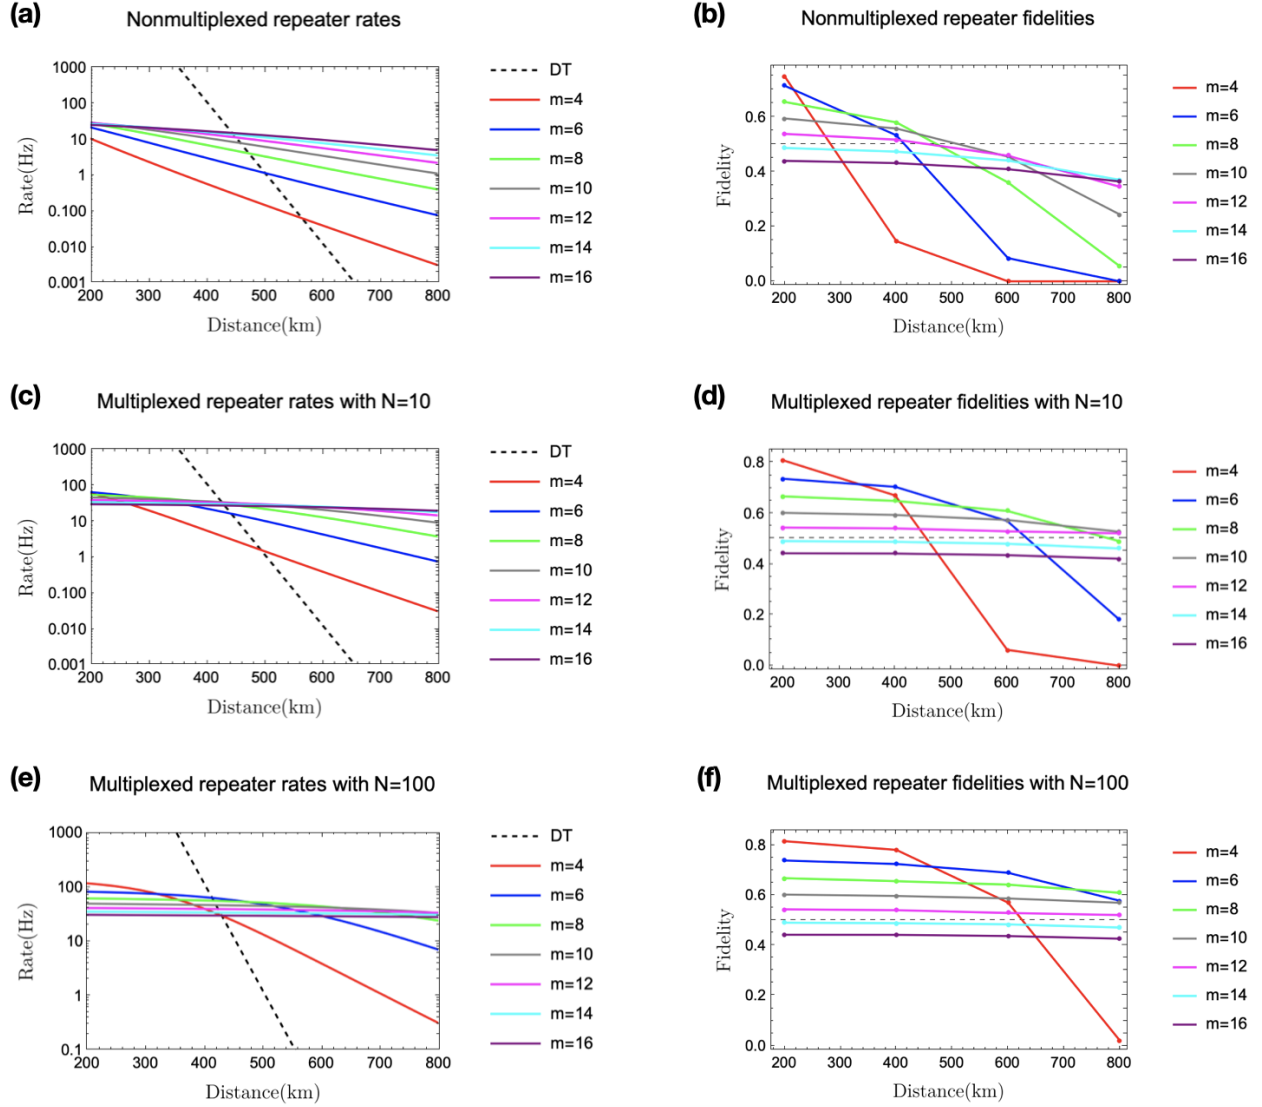 (a)
Nonmultiplexed repeater rates
Rate(Hz)
1000
100
10
1
0.100
0.010
0.001
200 300 400 500 600 700 800
Distance(km)
DT
m=4
m=6
m=8
m=10
m=12
m=14
m=16
(b)
Nonmultiplexed repeater fidelities
Fidelity
0.6
0.4
0.2
0.0
200 300 400 500 600 700 800
Distance(km)
m=4
m=6
m=8
m=10
m=12
m=14
m=16
(c)
Multiplexed repeater rates with N=10
Rate(Hz)
1000
100
10
1
0.100
0.010
0.001
200 300 400 500 600 700 800
Distance(km)
DT
m=4
m=6
m=8
m=10
m=12
m=14
m=16
(d)
Multiplexed repeater fidelities with N=10
Fidelity
0.8
0.6
0.4
0.2
0.0
200 300 400 500 600 700 800
Distance(km)
m=4
m=6
m=8
m=10
m=12
m=14
m=16
(e)
Multiplexed repeater rates with N=100
Rate(Hz)
1000
100
10
1
0.1
200 300 400 500 600 700 800
Distance(km)
DT
m=4
m=6
m=8
m=10
m=12
m=14
m=16
(f)
Multiplexed repeater fidelities with N=100
Fidelity
0.8
0.6
0.4
0.2
0.0
200 300 400 500 600 700 800
Distance(km)
m=4
m=6
m=8
m=10
m=12
m=14
m=16